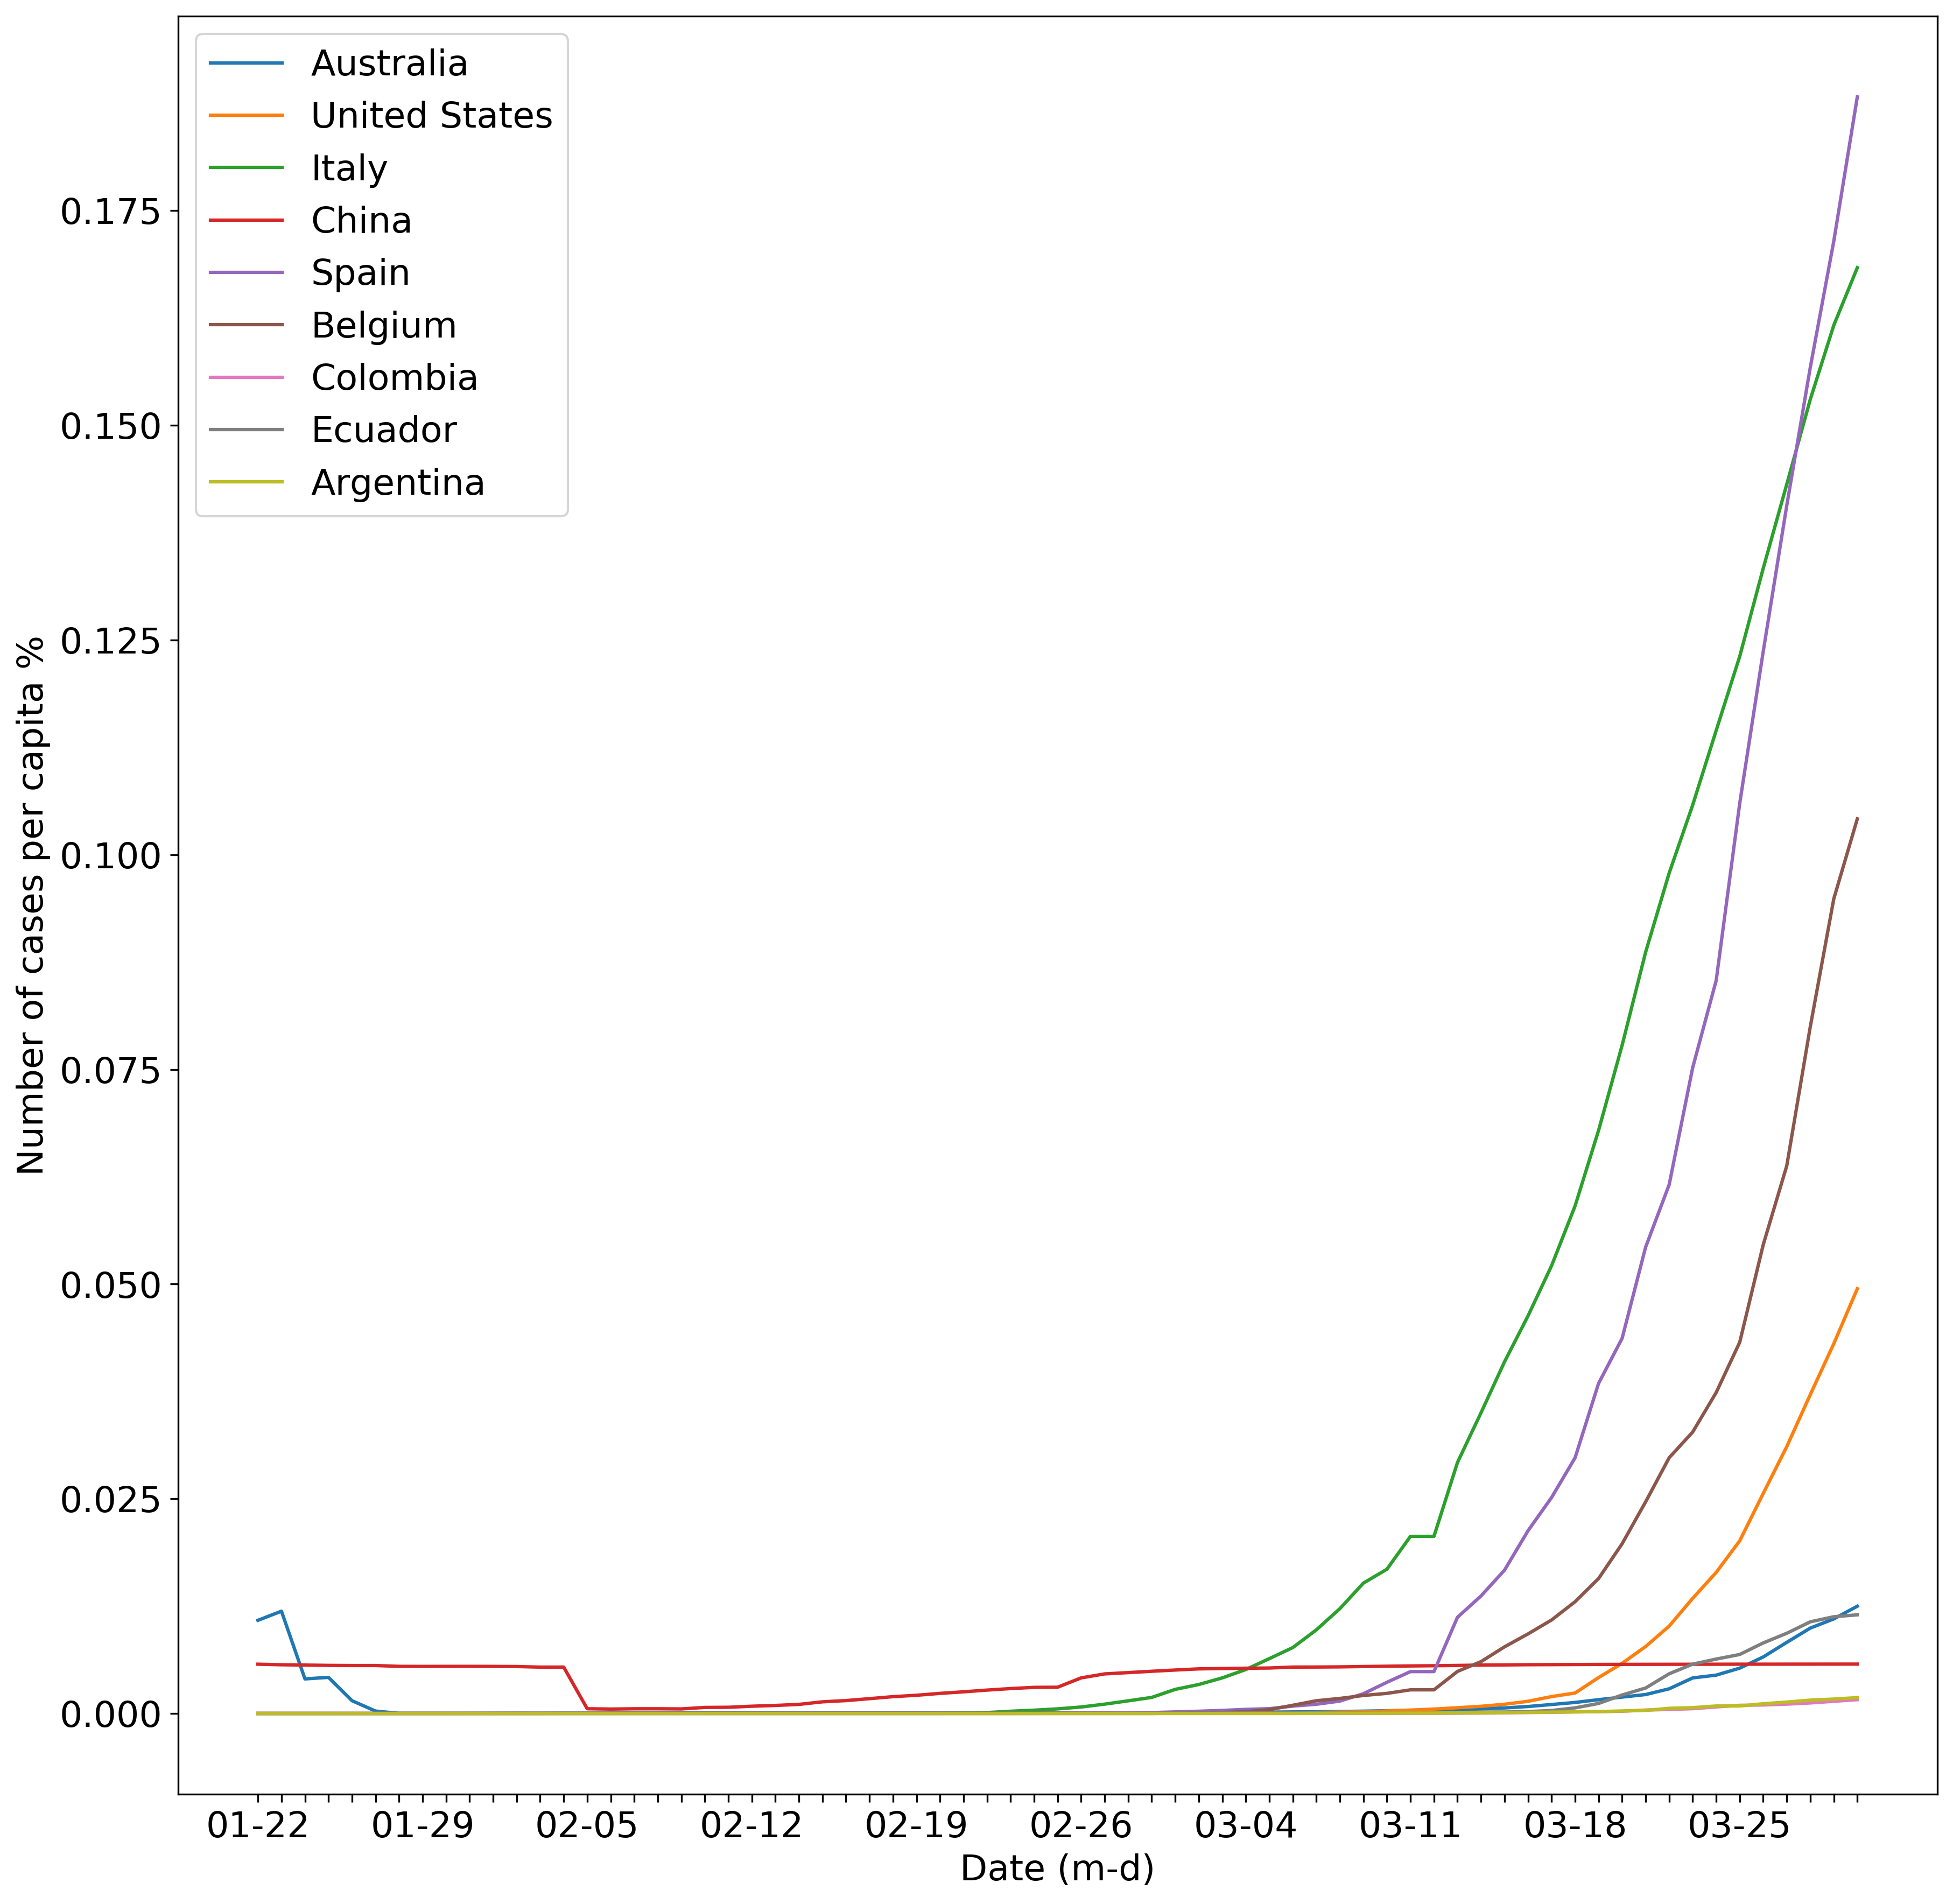 Australia
United States
Italy
China
Spain
Belgium
Colombia
Ecuador
Argentina
0.175
0.150
0.125
0.100
0.075
0.050
0.025
0.000
Number of cases per capita %
01-22 01-29 02-05 02-12 02-19 02-26 03-04 03-11 03-18 03-25
Date (m-d)